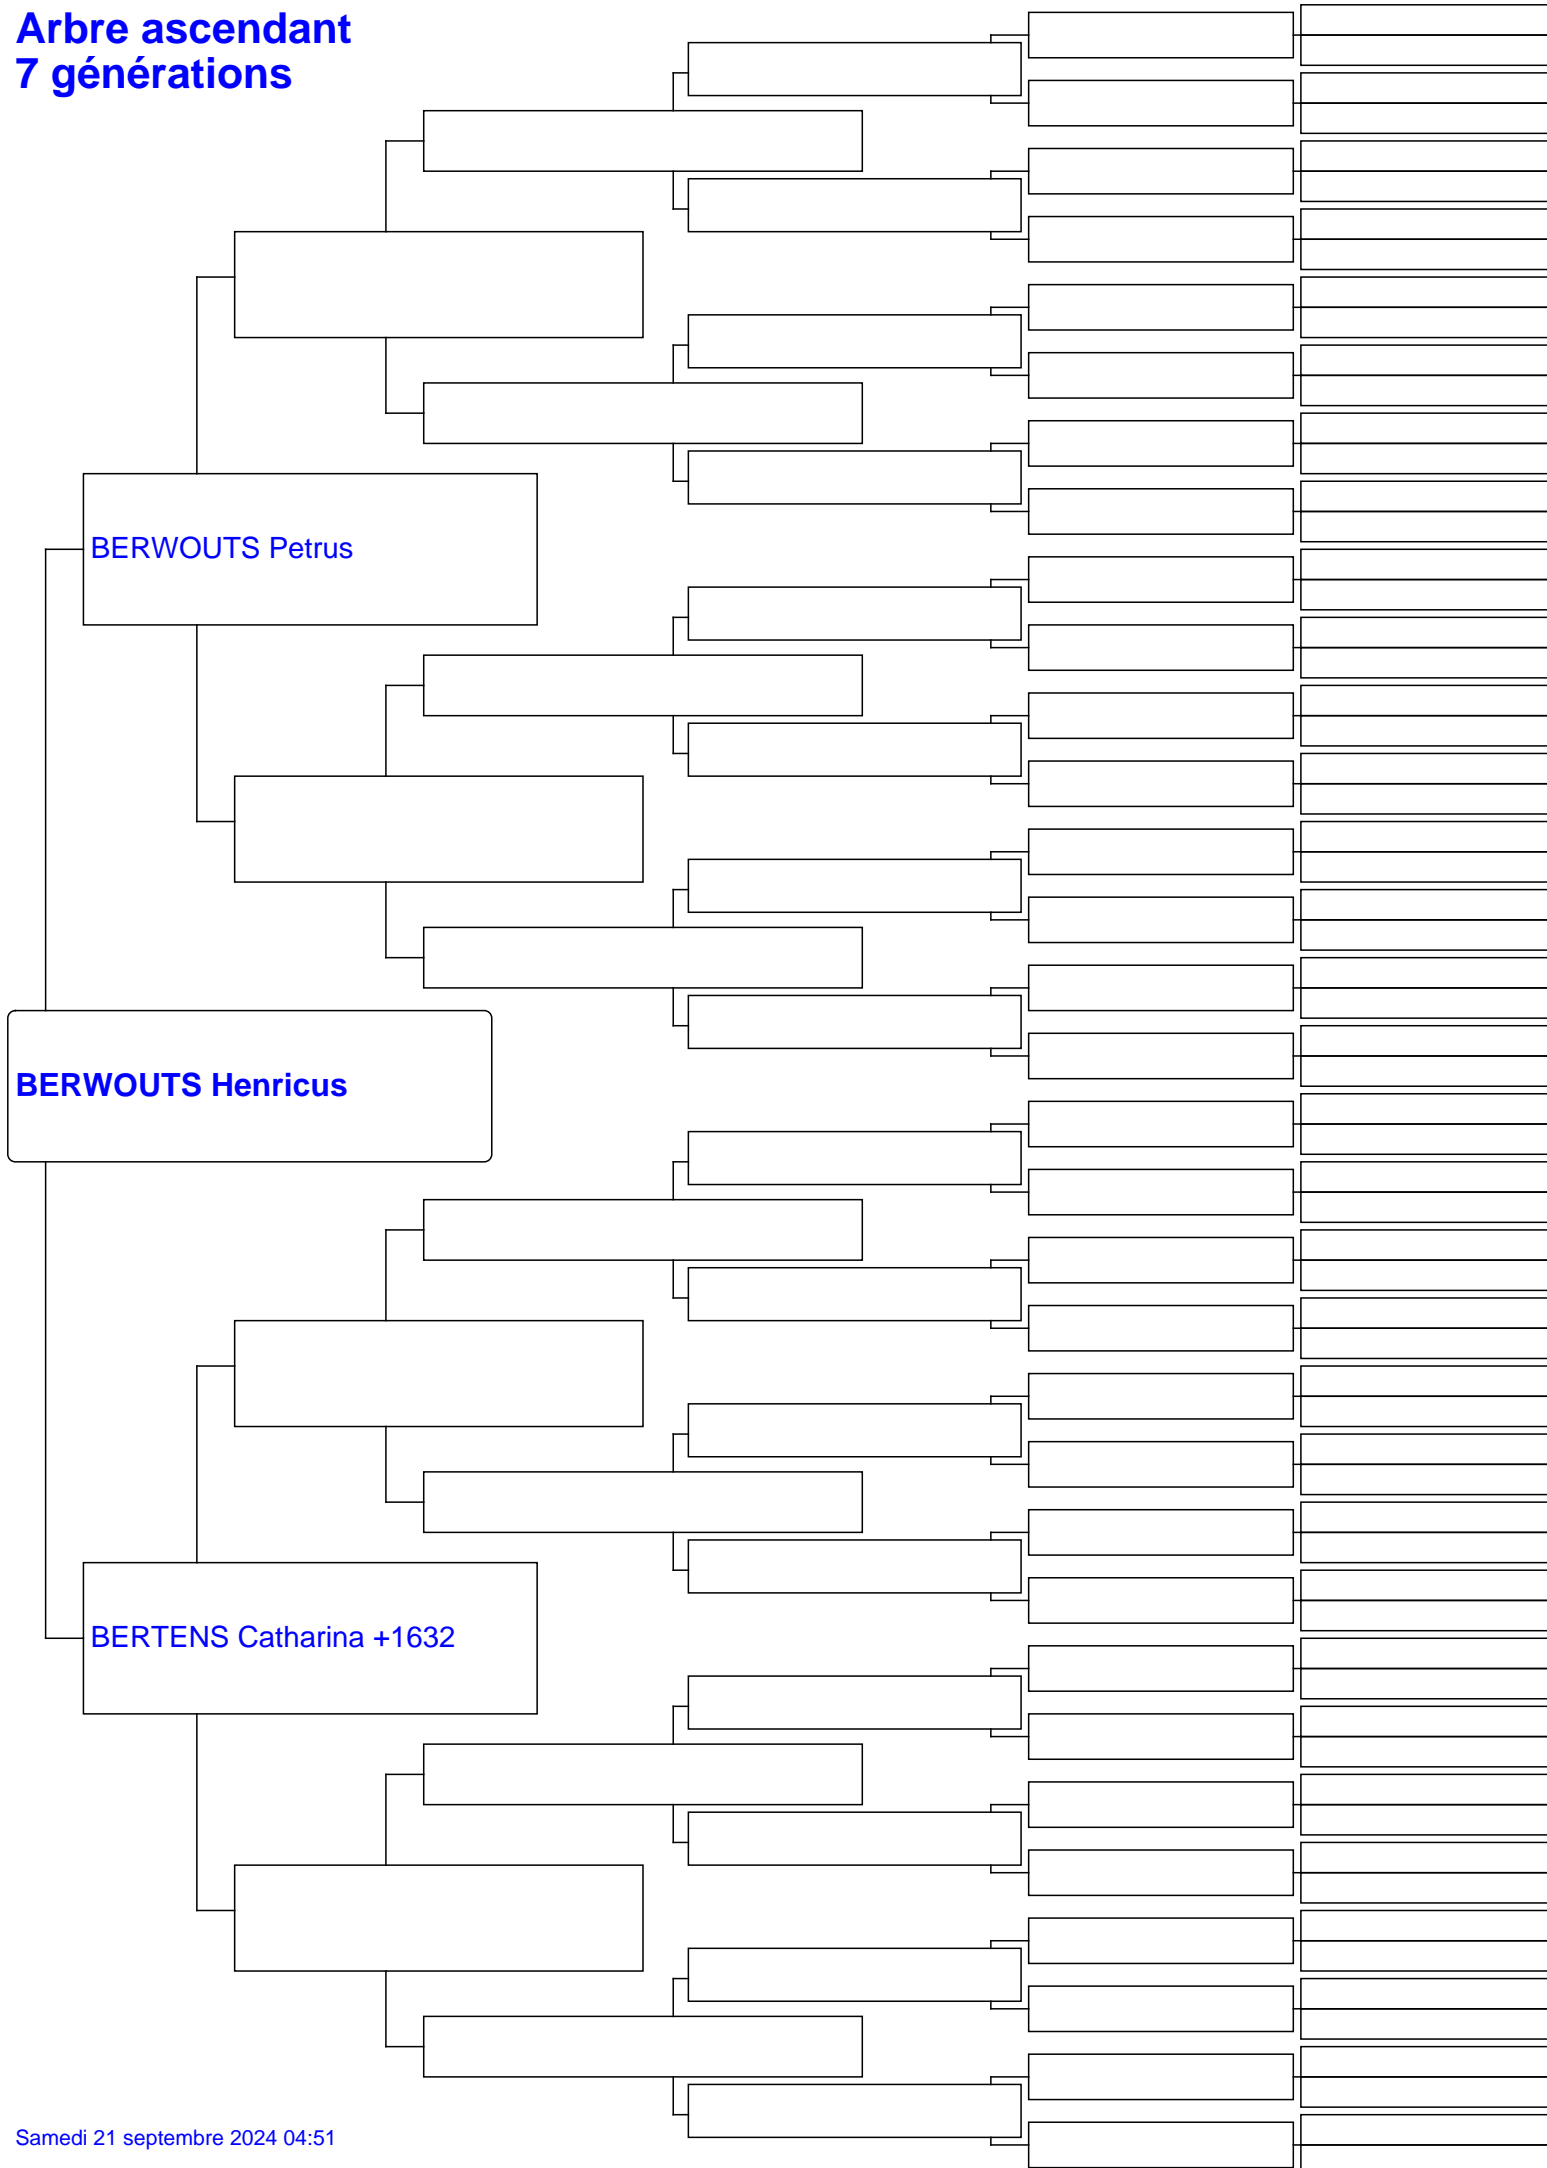 Arbre ascendant
7 générations
BERWOUTS Petrus
BERWOUTS Henricus
BERTENS Catharina +1632
Samedi 21 septembre 2024 04:51